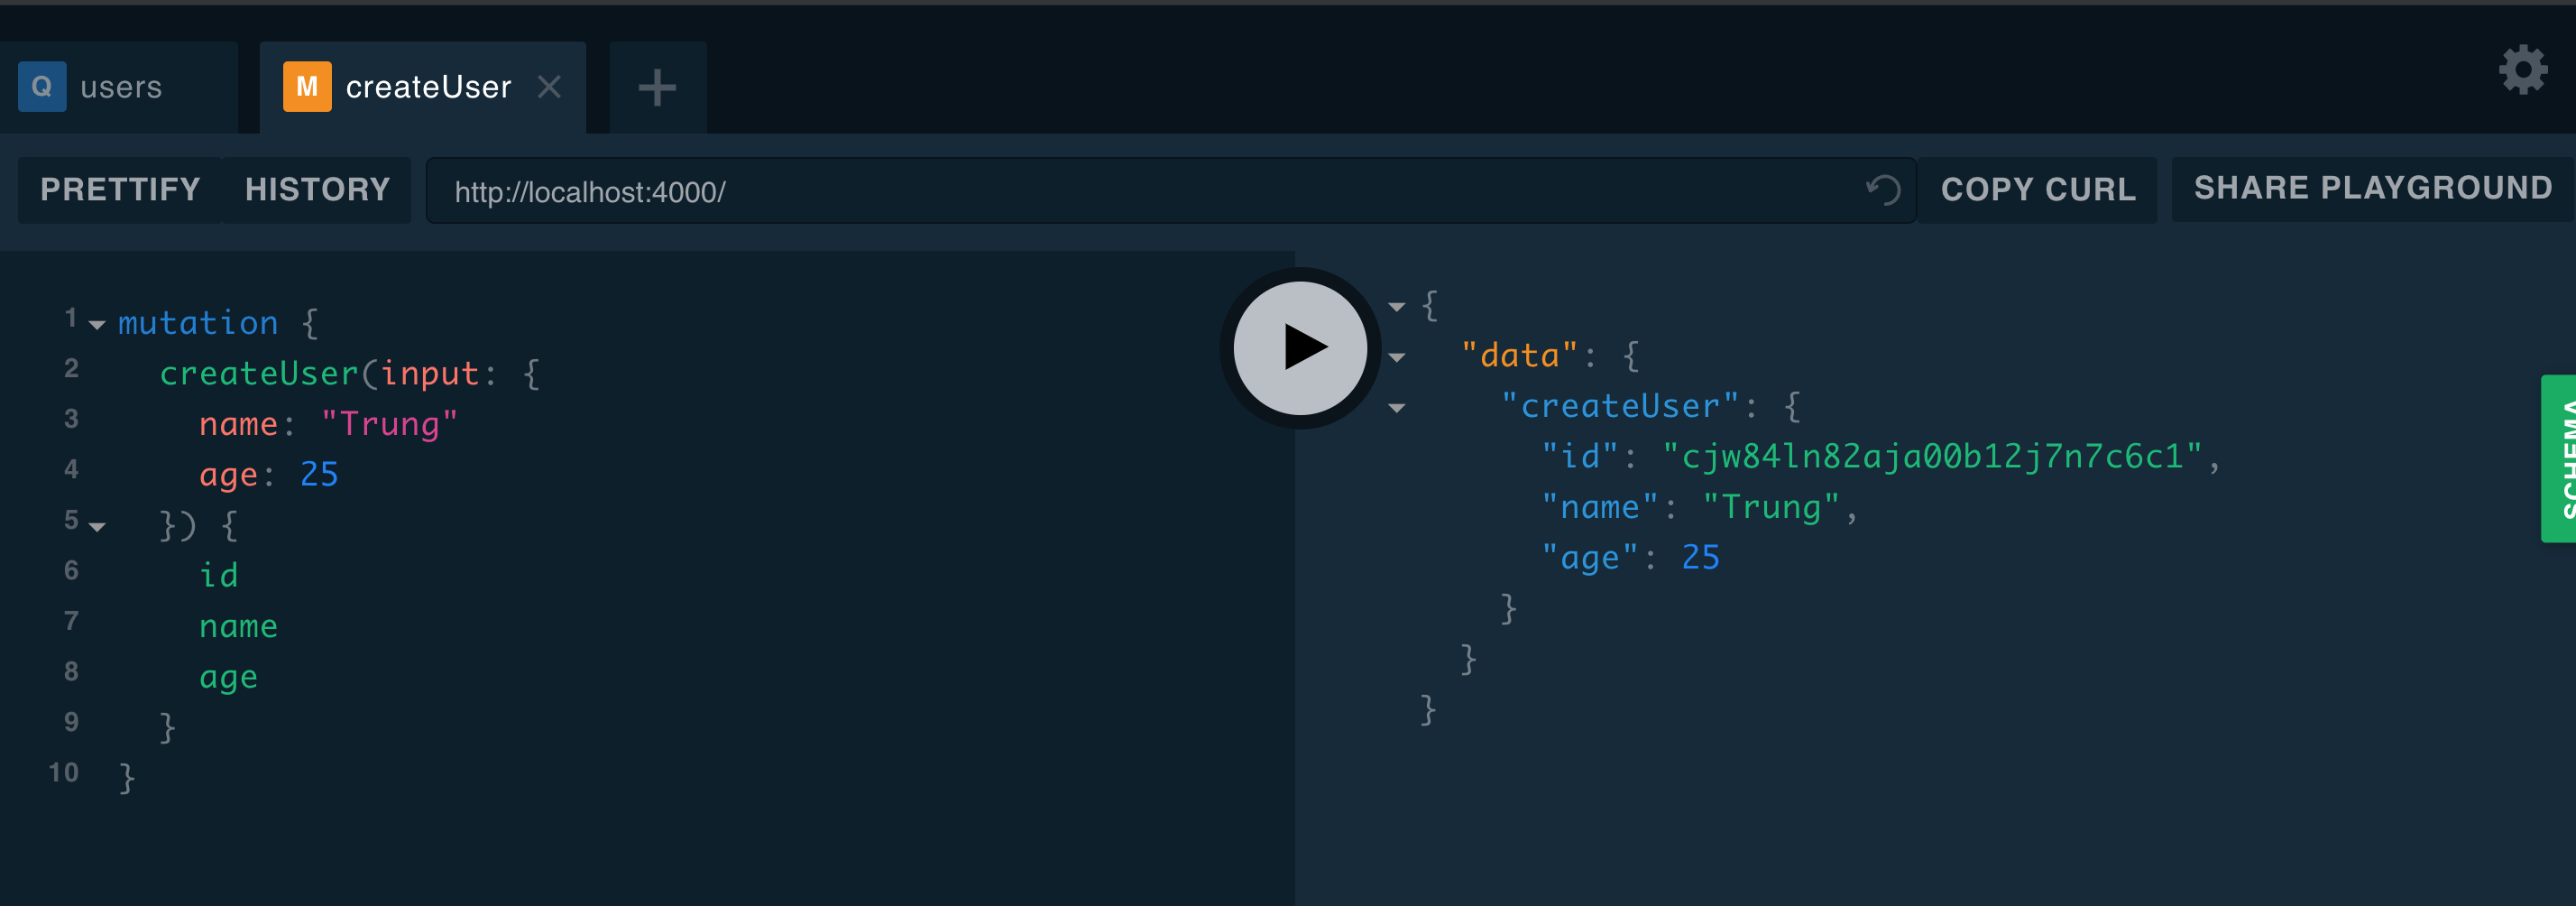 Q users
M createUser
PRETTIFY HISTORY http://localhost:4000/ COPY CURL SHARE PLAYGROUND
1 mutation {
2 createUser(input: {
3 name: "Trung"
4 age: 25
5 }) {
6 id
7 name
8 age
9 }
10 }
{
"data": {
"createUser": {
"id": "cjw84ln82aja00b12j7n7c6c1",
"name": "Trung",
"age": 25
}
}
}
SCHEMA